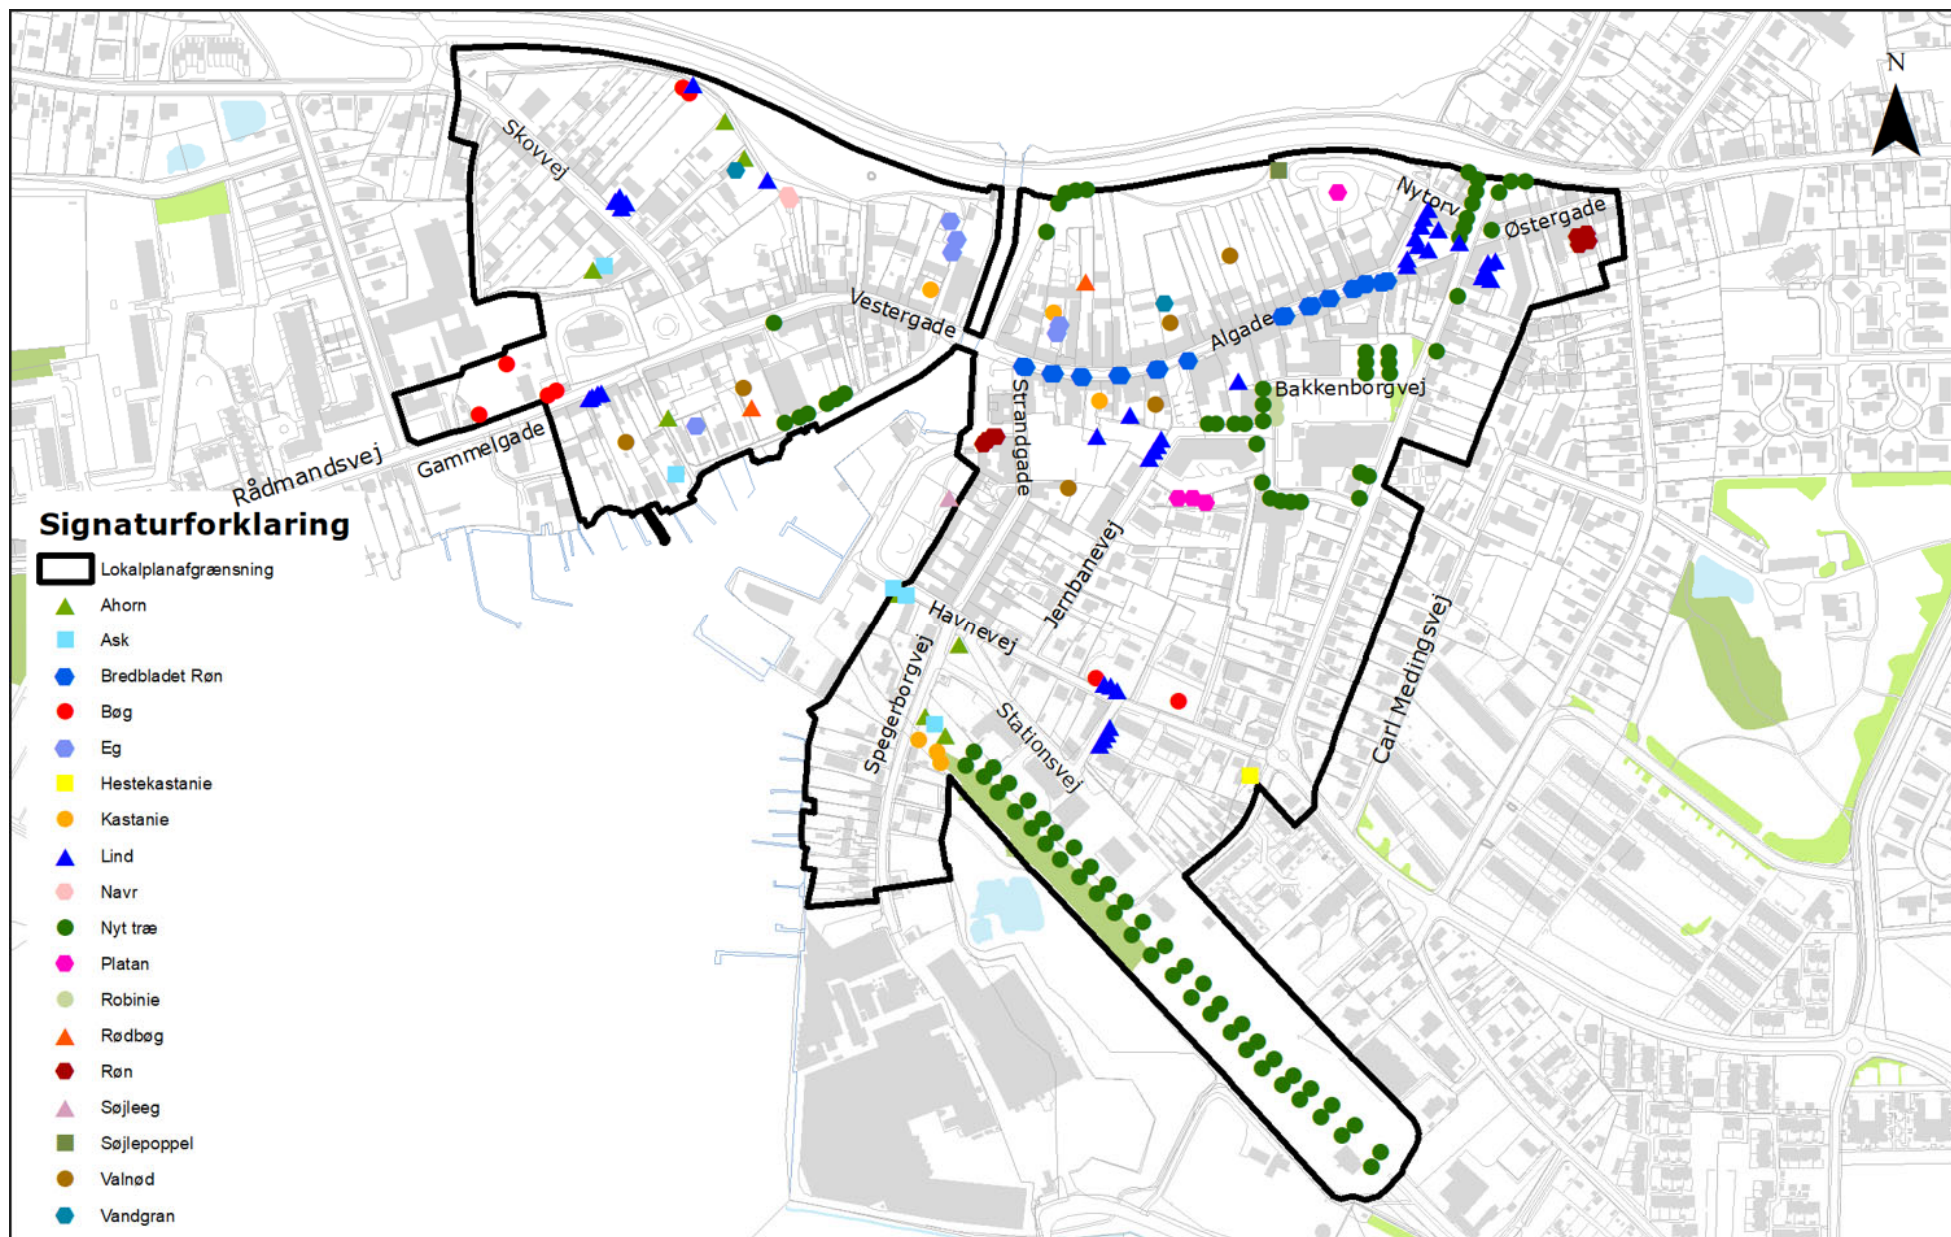 N
Skovvej
Nytorv
Østergade
Vestergade
Algade
Bakkenborgvej
Strandgade
Gammelgade
Rådmandsvej
Jernbanevej
Havnevej
Spegerborgvej
Stationsvej
Carl Medingsvej
Signaturforklaring
Lokalplanafgrænsning
Ahorn
Ask
Bredbladet Røn
Bøg
Eg
Hestekastanie
Kastanie
Lind
Navr
Nyt træ
Platan
Robinie
Rødbøg
Røn
Søjleeg
Søjlepoppel
Valnød
Vandgran